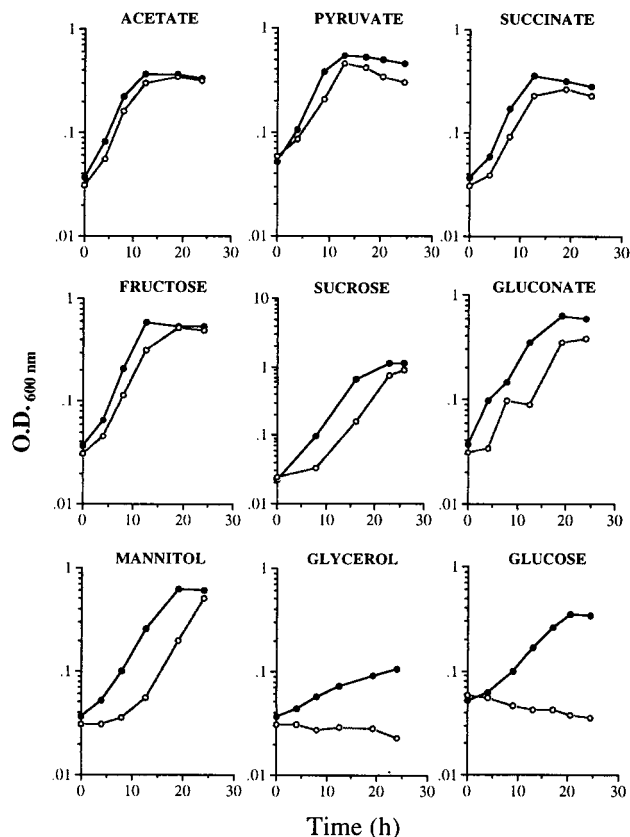 ACETATE PYRUVATE SUCCINATE
1 1 1
.1 .1 .1
.01 .01 .01
0 10 20 30 0 10 20 30 0 10 20 30
FRUCTOSE SUCROSE GLUCONATE
1 10 1
1
.1 .1 .1
.01 .01 .01
0 10 20 30 0 10 20 30 0 10 20 30
O.D. 600 nm
MANNITOL GLYCEROL GLUCOSE
1 1 1
.1 .1 .1
.01 .01 .01
0 10 20 30 0 10 20 30 0 10 20 30
Time (h)